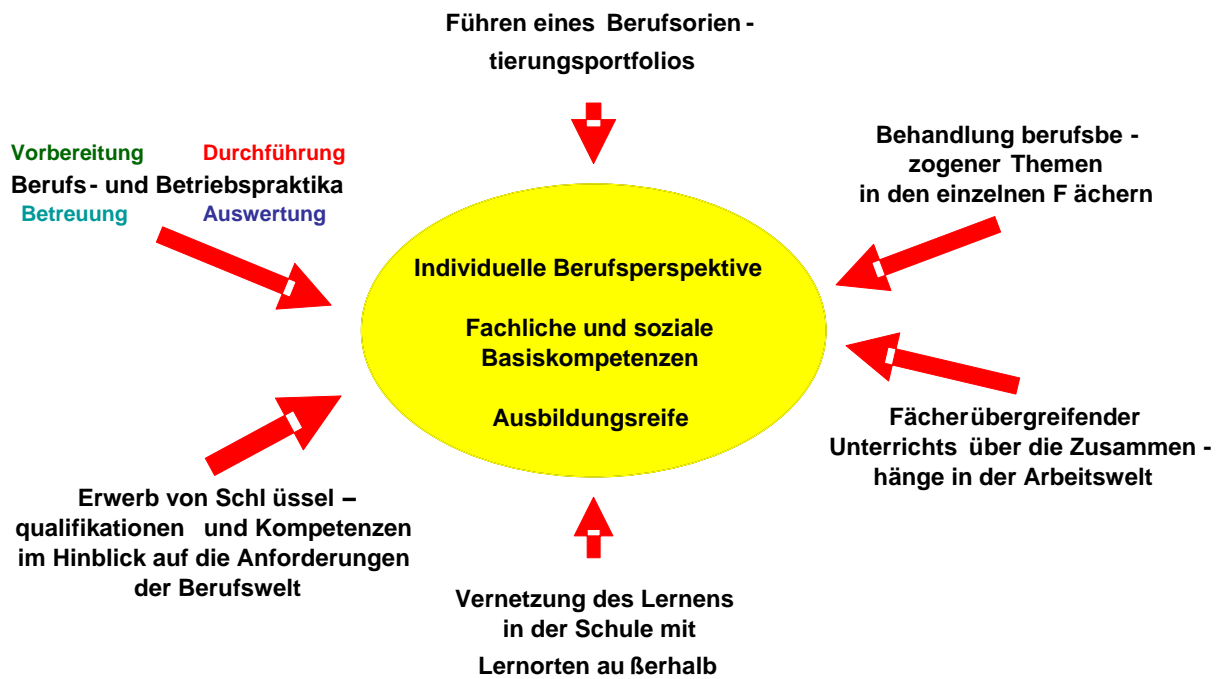 Führen eines Berufsorien -
tierungsportfolios
Vorbereitung Durchführung
Berufs - und Betriebspraktika
Betreuung Auswertung
Behandlung berufsbe -
zogener Themen
in den einzelnen F ächern
Individuelle Berufsperspektive
Fachliche und soziale
Basiskompetenzen
Ausbildungsreife
Fächerübergreifender
Unterrichts über die Zusammen -
hänge in der Arbeitswelt
Erwerb von Schl üssel –
qualifikationen und Kompetenzen
im Hinblick auf die Anforderungen
der Berufswelt
Vernetzung des Lernens
in der Schule mit
Lernorten au ßerhalb